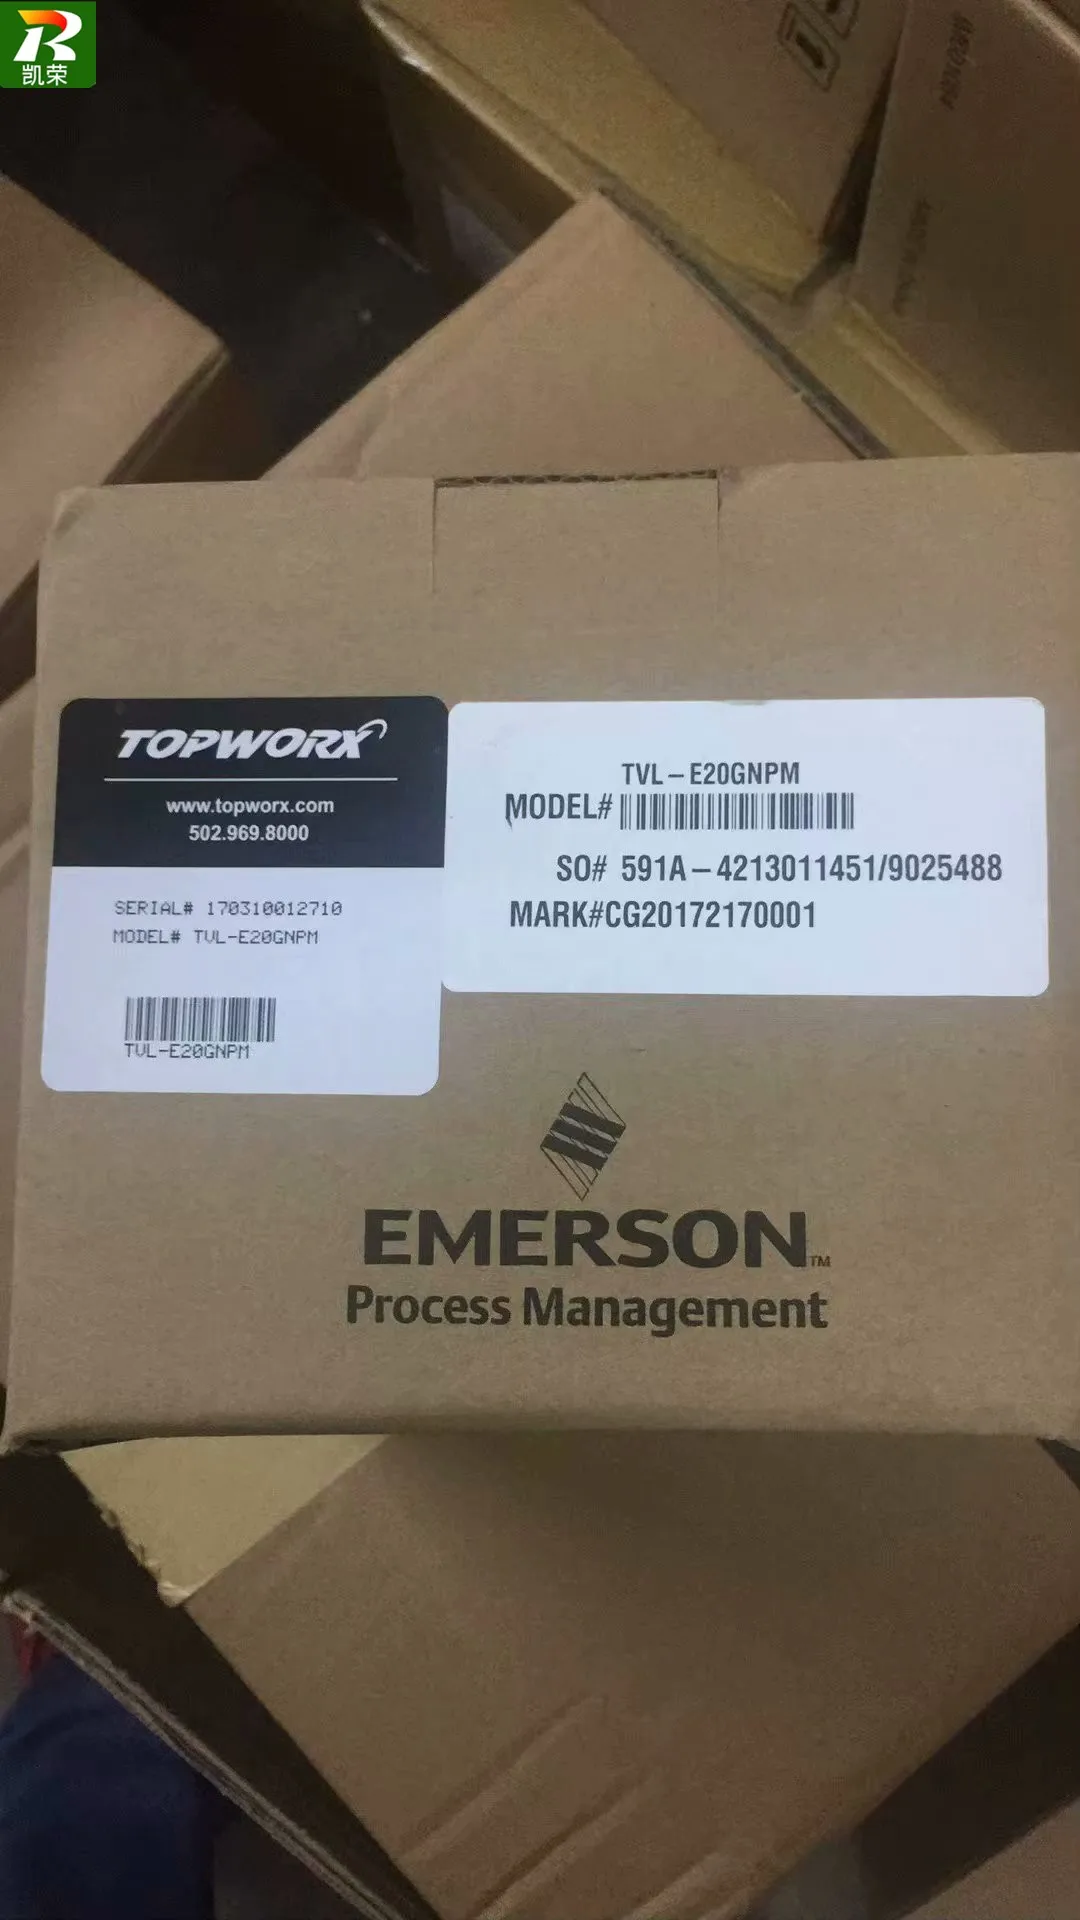 R
凯荣
TOPWORX
www.topworx.com
502.969.8000
SERIAL# 170310012710
MODEL# TVL-E20GNPM
TVL-E20GNPM
TVL-E20GNPM
MODEL#
SO# 591A-4213011451/9025488
MARK#CG20172170001
EMERSON™
Process Management